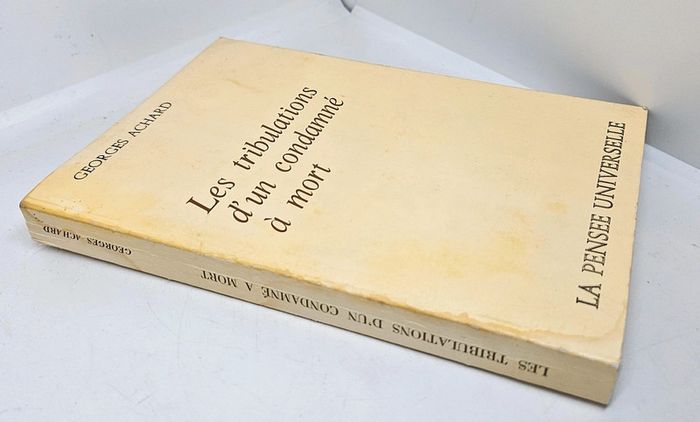 GEORGES ACHARD
Les tribulations
d'un condamné
à mort
LA PENSEE UNIVERSELLE
GEORGES ACHARD
LES TRIBULATIONS D'UN CONDAMNÉ A MORT